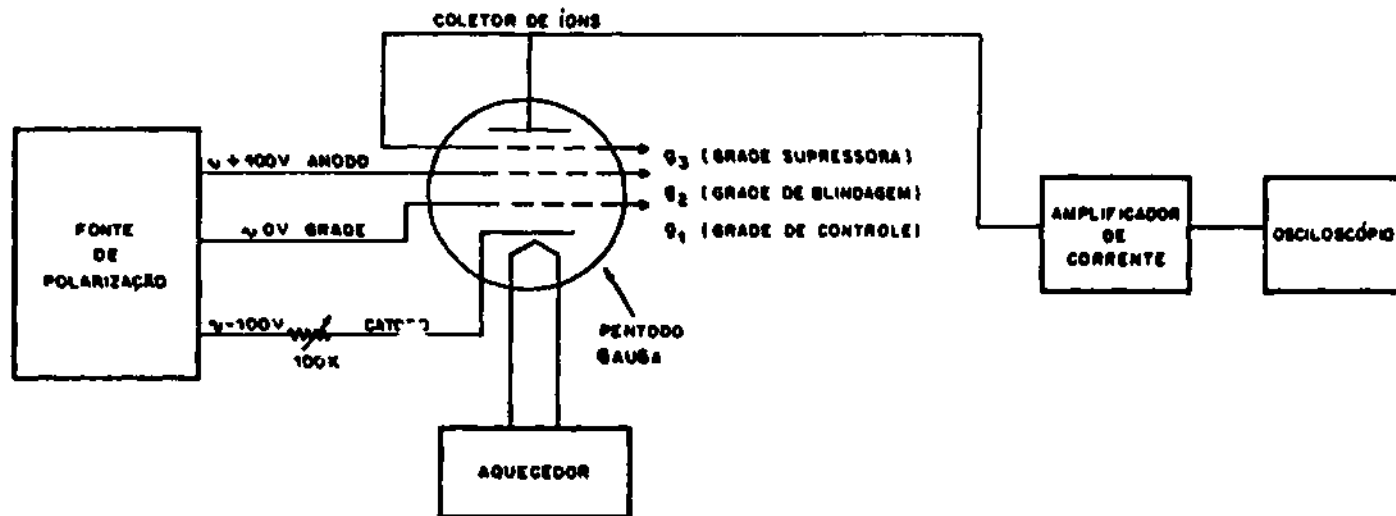 COLETOR DE ÍONS
∿ +100V ANODO
g3 (GRADE SUPRESSORA)
g2 (GRADE DE BLINDAGEM)
g1 (GRADE DE CONTROLE)
FONTE
DE
POLARIZAÇÃO
∿ 0V GRADE
∿ -100V
100K
PENTODO
GAUGA
AQUECEDOR
AMPLIFICADOR
DE
CORRENTE
OSCILOSCÓPIO